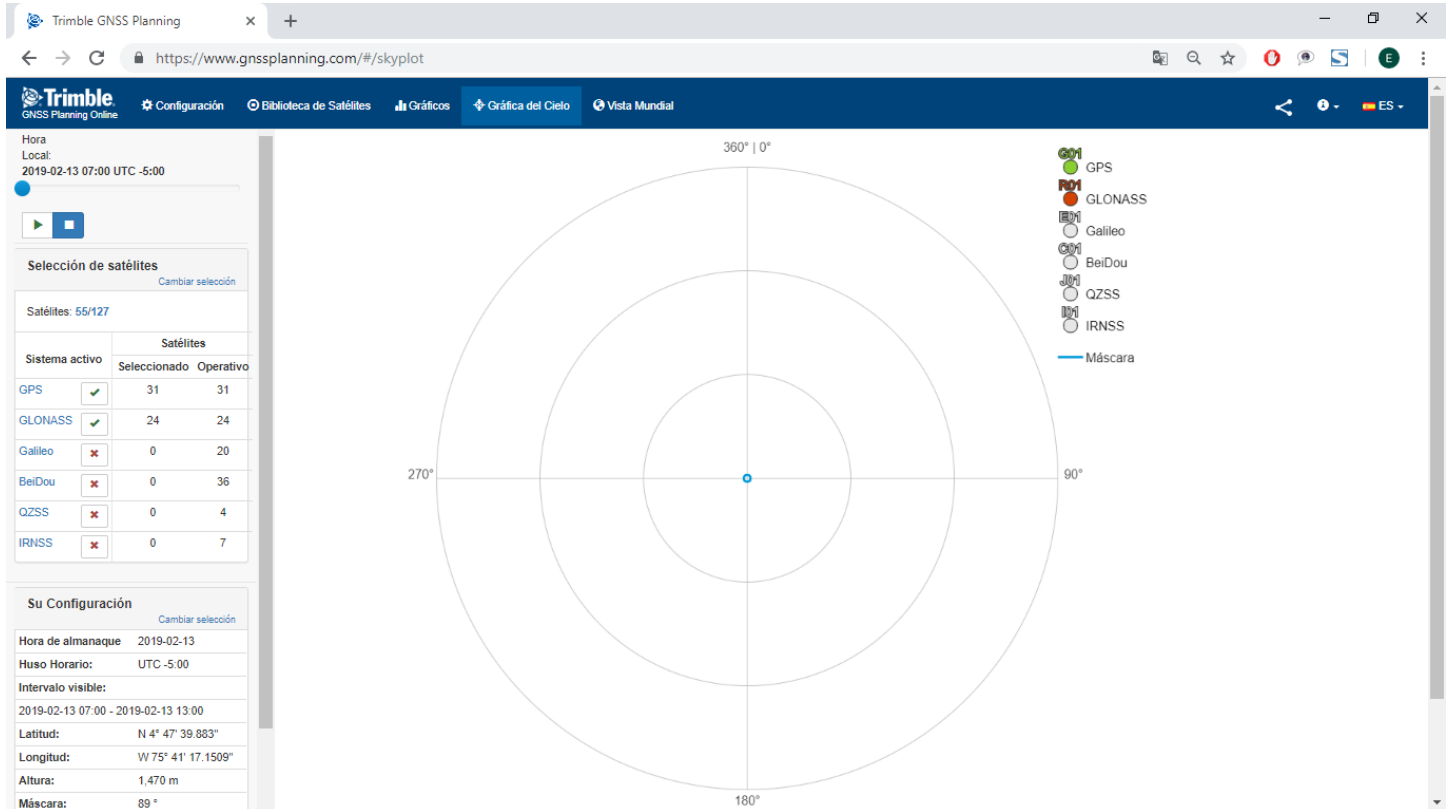 Trimble GNSS Planning
https://www.gnssplanning.com/#/skyplot
E
Trimble.
GNSS Planning Online
Configuración
Biblioteca de Satélites
Gráficos
Gráfica del Cielo
Vista Mundial
ES
Hora
Local:
2019-02-13 07:00 UTC -5:00
Selección de satélites
Cambiar selección
Satélites: 55/127
Sistema activo
Satélites
Seleccionado Operativo
GPS 31 31
GLONASS 24 24
Galileo 0 20
BeiDou 0 36
QZSS 0 4
IRNSS 0 7
Su Configuración
Cambiar selección
Hora de almanaque 2019-02-13
Huso Horario: UTC -5:00
Intervalo visible:
2019-02-13 07:00 - 2019-02-13 13:00
Latitud: N 4° 47' 39.883"
Longitud: W 75° 41' 17.1509"
Altura: 1,470 m
Máscara: 89 °
360° | 0°
270°
90°
180°
G01
GPS
R01
GLONASS
E01
Galileo
C01
BeiDou
J01
QZSS
I01
IRNSS
Máscara